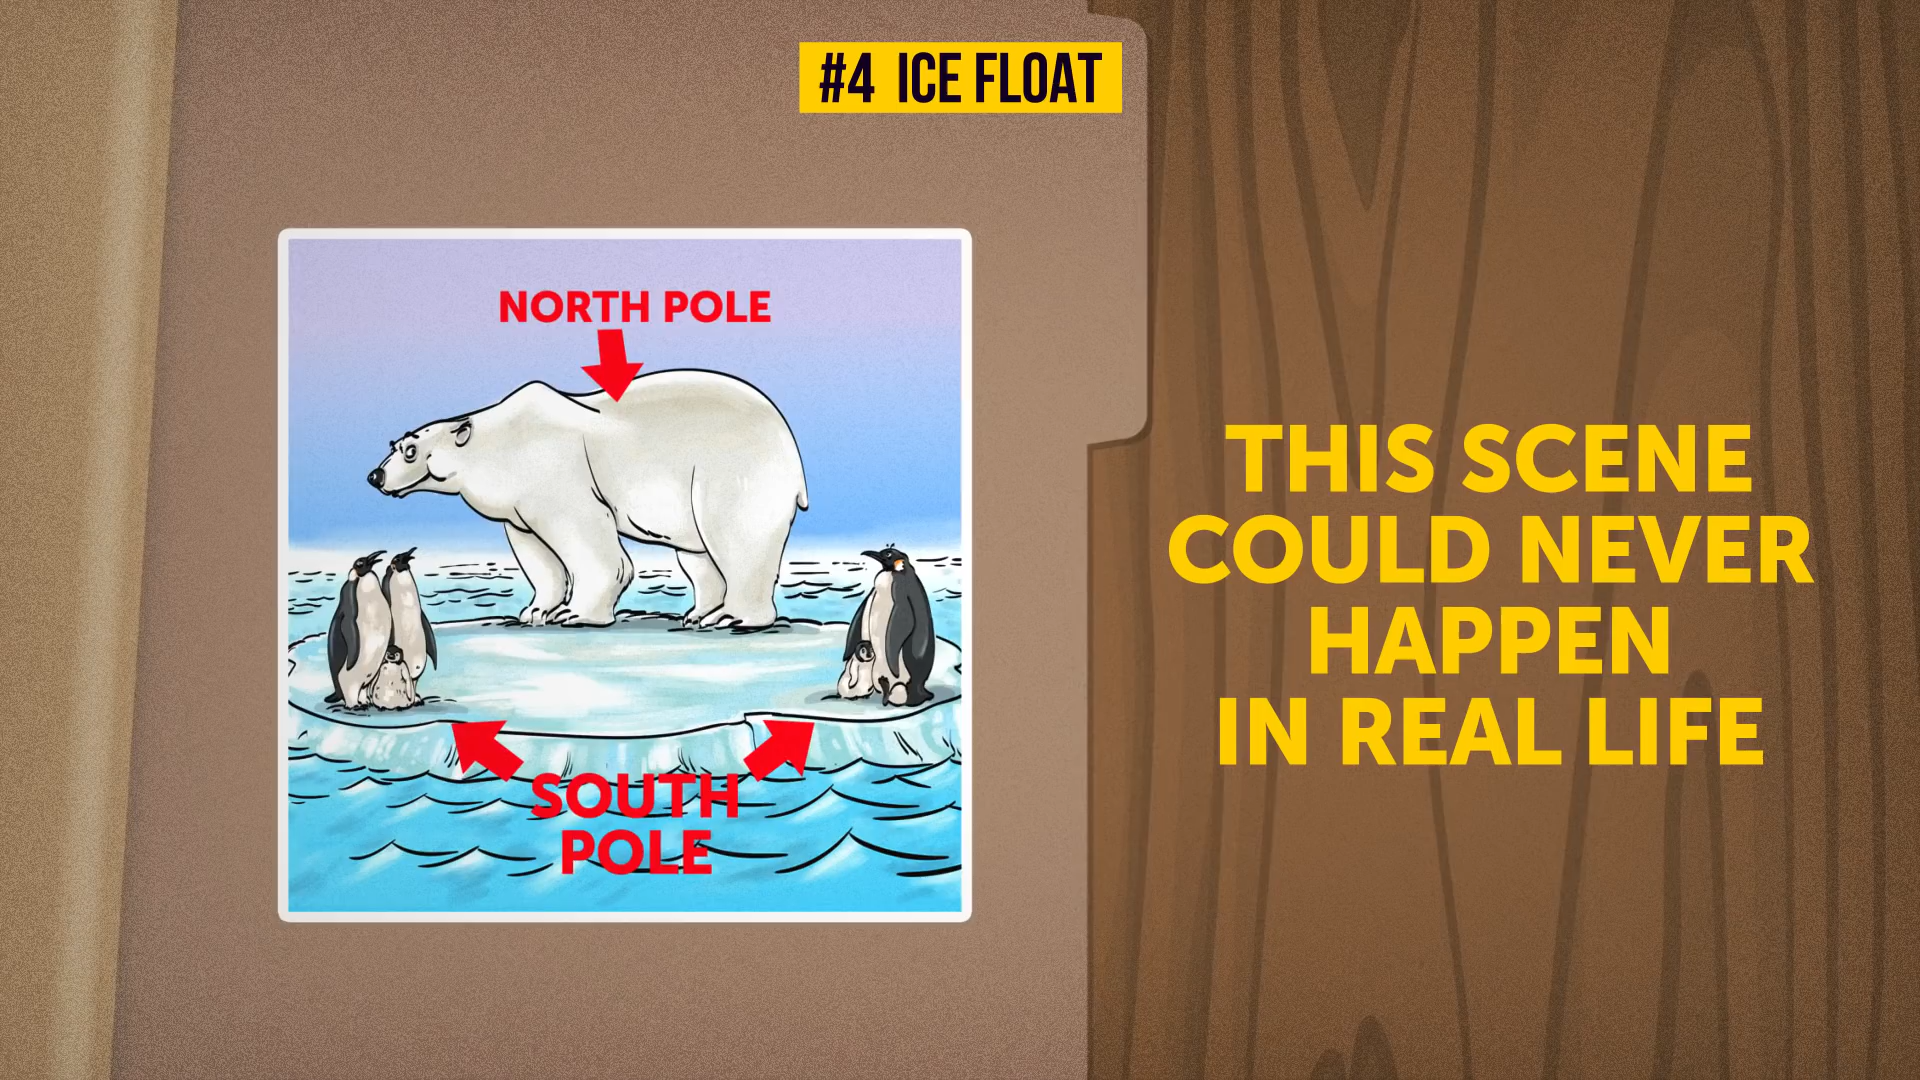 #4 ICE FLOAT
NORTH POLE
SOUTH
POLE
THIS SCENE
COULD NEVER
HAPPEN
IN REAL LIFE